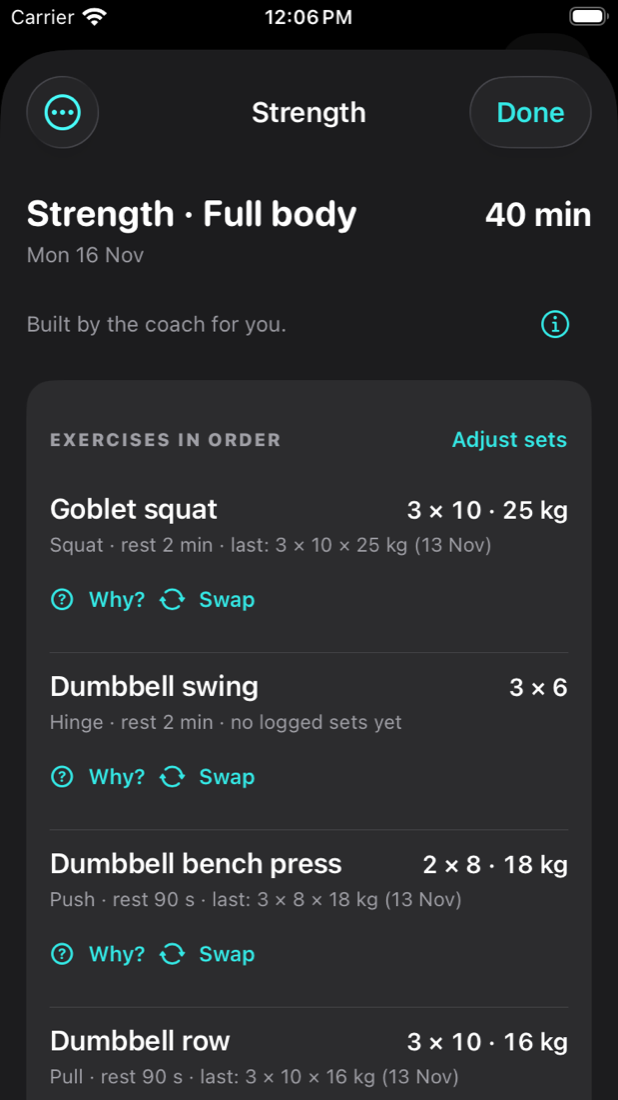 Carrier 12:06 PM
Strength Done
Strength · Full body 40 min
Mon 16 Nov
Built by the coach for you.
EXERCISES IN ORDER Adjust sets
Goblet squat 3 × 10 · 25 kg
Squat · rest 2 min · last: 3 × 10 × 25 kg (13 Nov)
Why? Swap
Dumbbell swing 3 × 6
Hinge · rest 2 min · no logged sets yet
Why? Swap
Dumbbell bench press 2 × 8 · 18 kg
Push · rest 90 s · last: 3 × 8 × 18 kg (13 Nov)
Why? Swap
Dumbbell row 3 × 10 · 16 kg
Pull · rest 90 s · last: 3 × 10 × 16 kg (13 Nov)